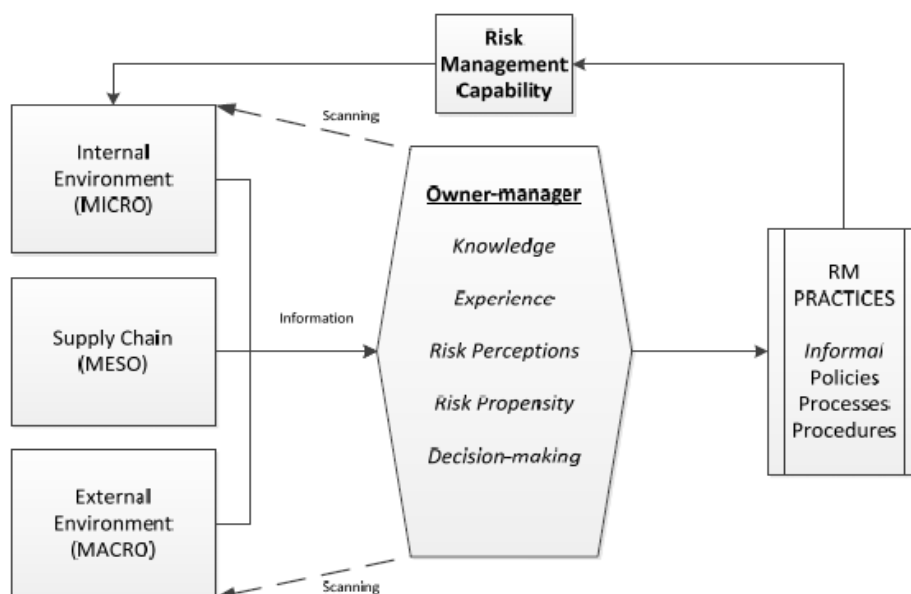 Risk
Management
Capability
Scanning
Internal
Environment
(MICRO)
Owner-manager
Knowledge
Experience
Risk Perceptions
Risk Propensity
Decision-making
RM
PRACTICES
Informal
Policies
Processes
Procedures
Supply Chain
(MESO)
Information
External
Environment
(MACRO)
Scanning